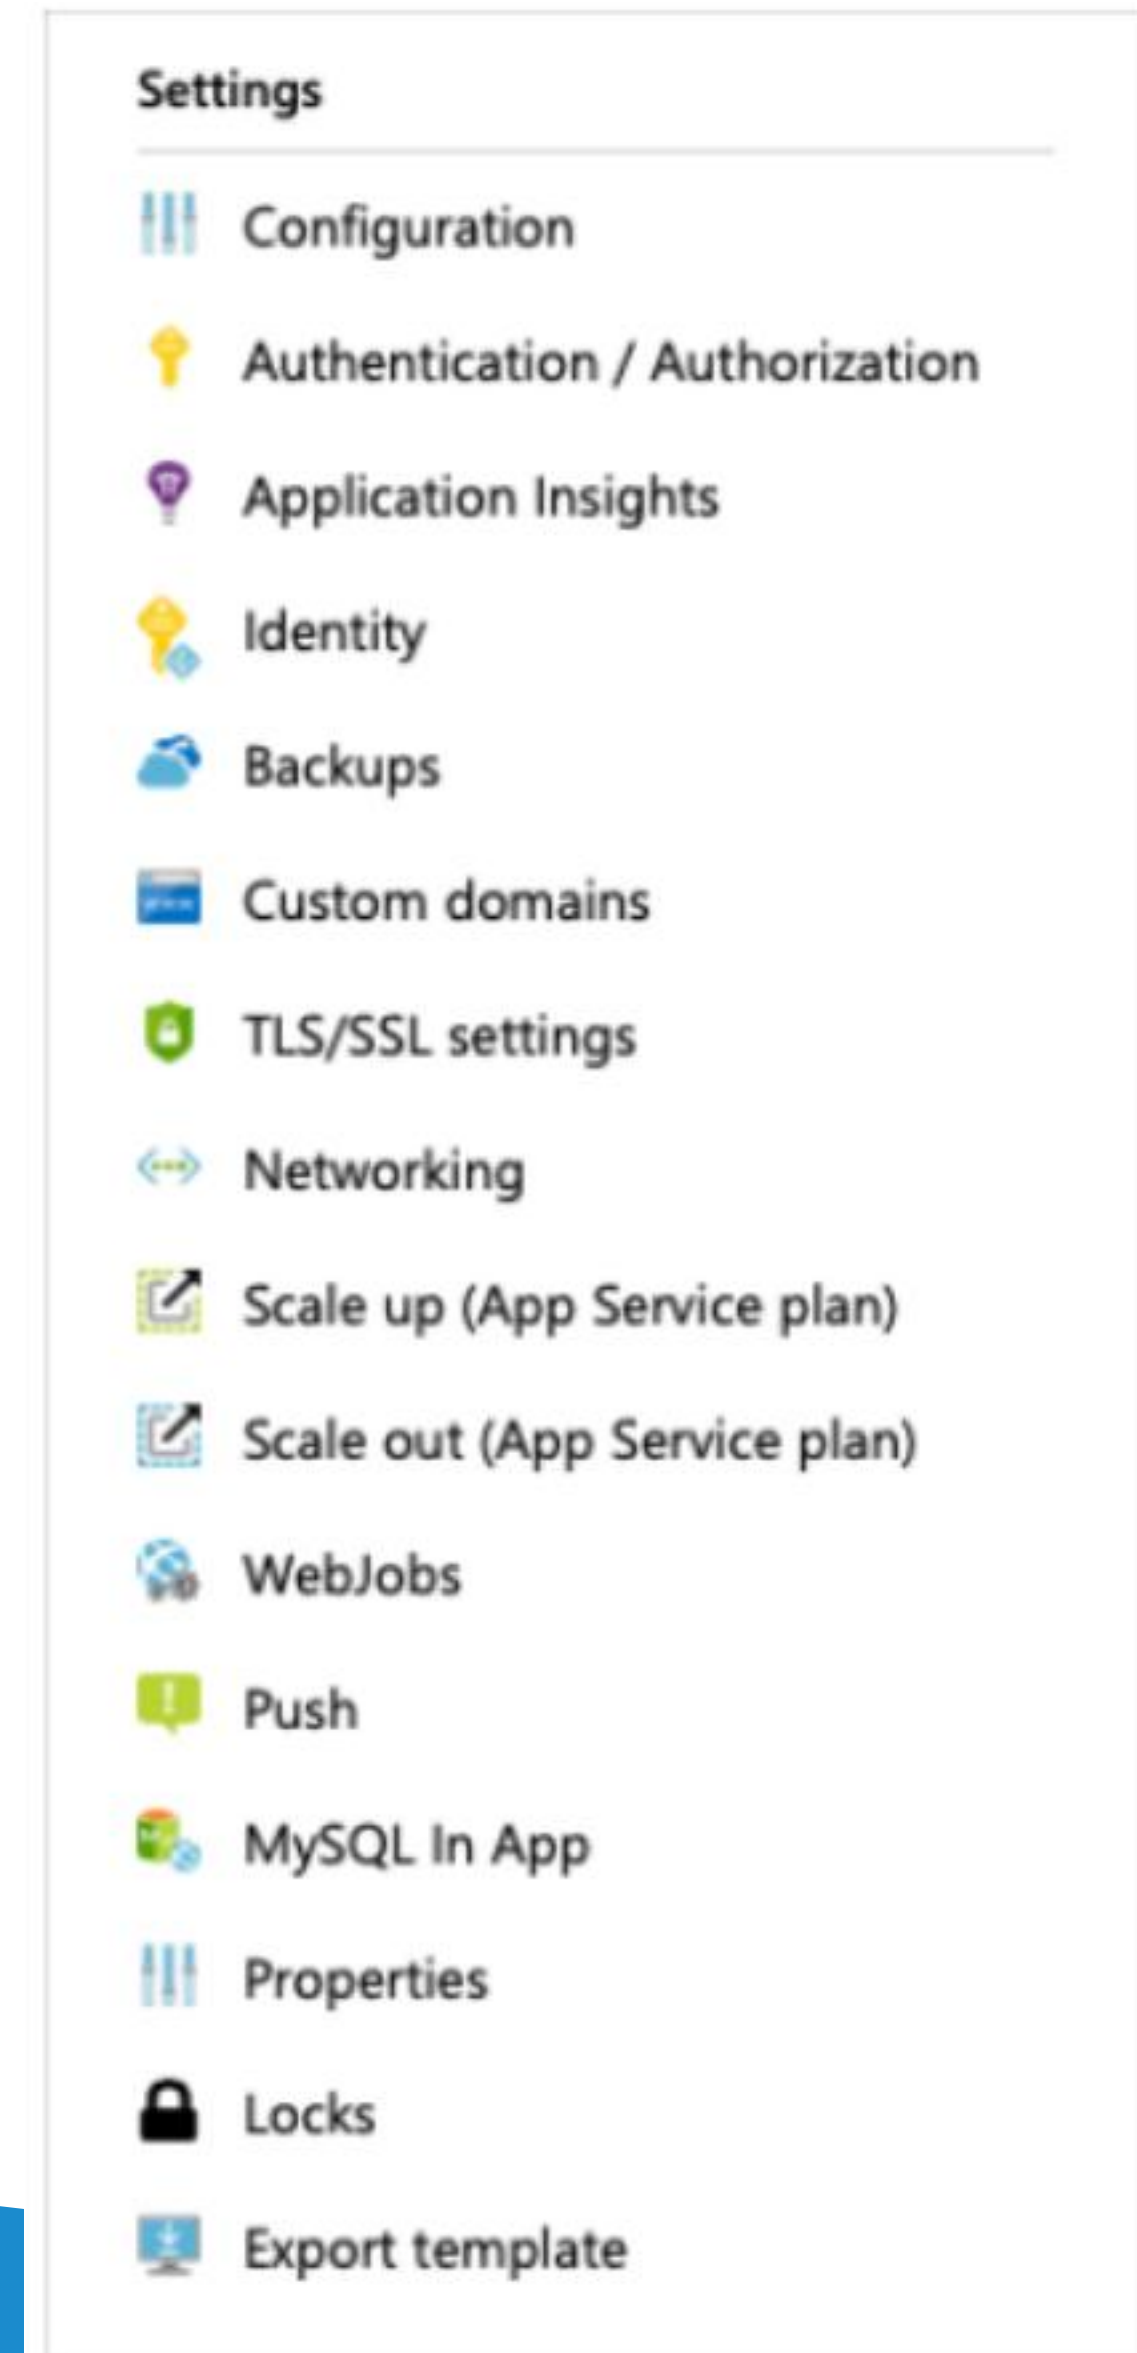 Settings
Configuration
Authentication / Authorization
Application Insights
Identity
Backups
Custom domains
TLS/SSL settings
Networking
Scale up (App Service plan)
Scale out (App Service plan)
WebJobs
Push
MySQL In App
Properties
Locks
Export template